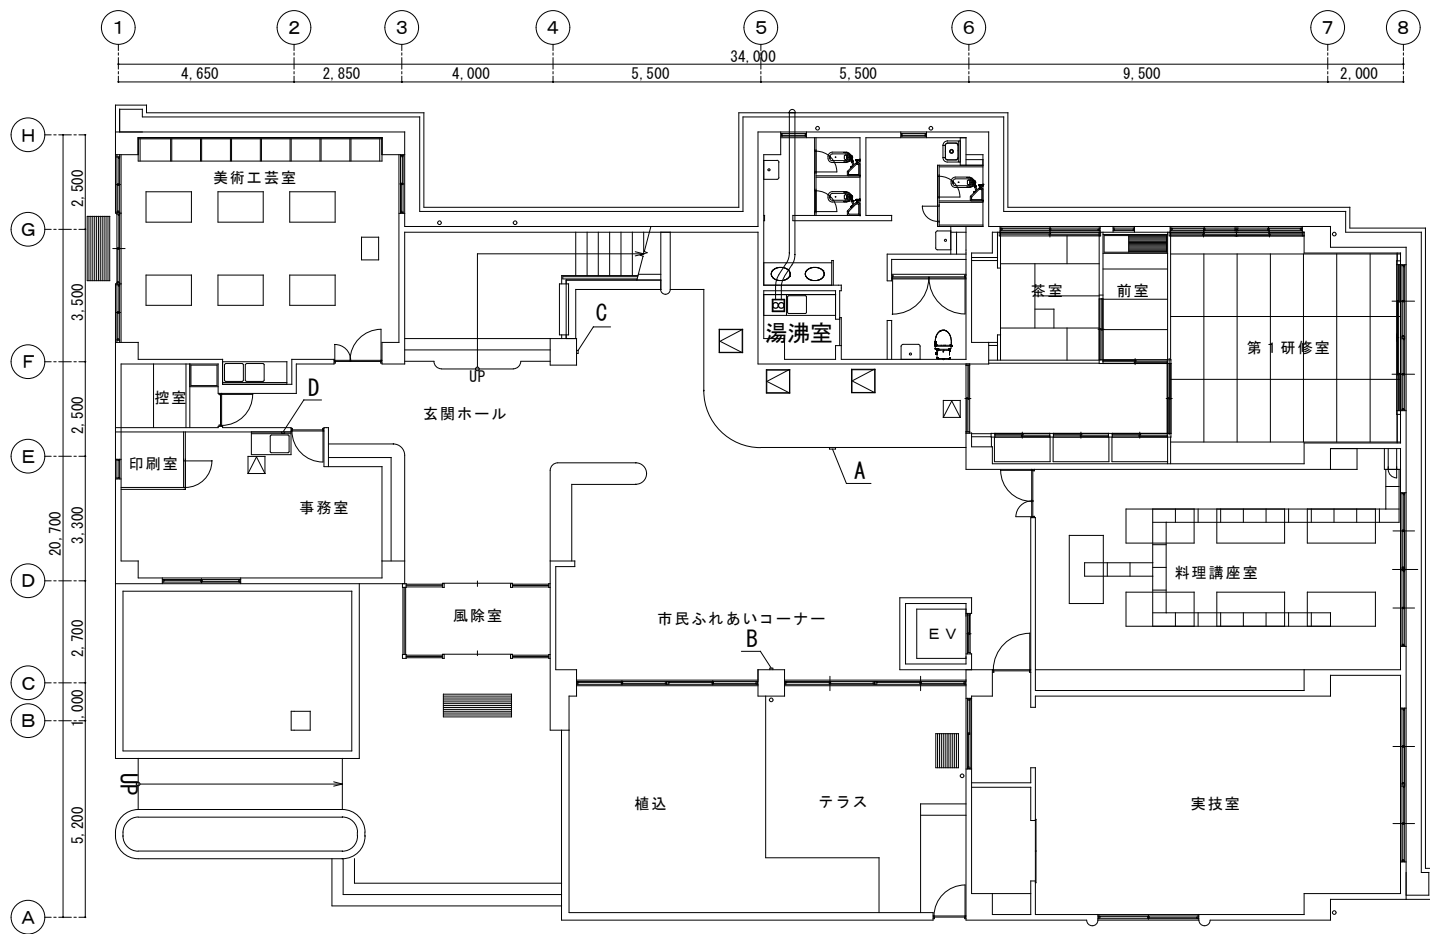 1 2 3 4 5 6 7 8
34,000
4,650 2,850 4,000 5,500 5,500 9,500 2,000
H
2,500
美術工芸室
G
3,500
茶室 前室
C
湯沸室
F
第1研修室
UP
D
控室
玄関ホール
2,500
E
印刷室
A
事務室
20,700
3,300
料理講座室
D
風除室
市民ふれあいコーナー
EV
B
2,700
C
1,000
B
UP
植込 テラス 実技室
5,200
A